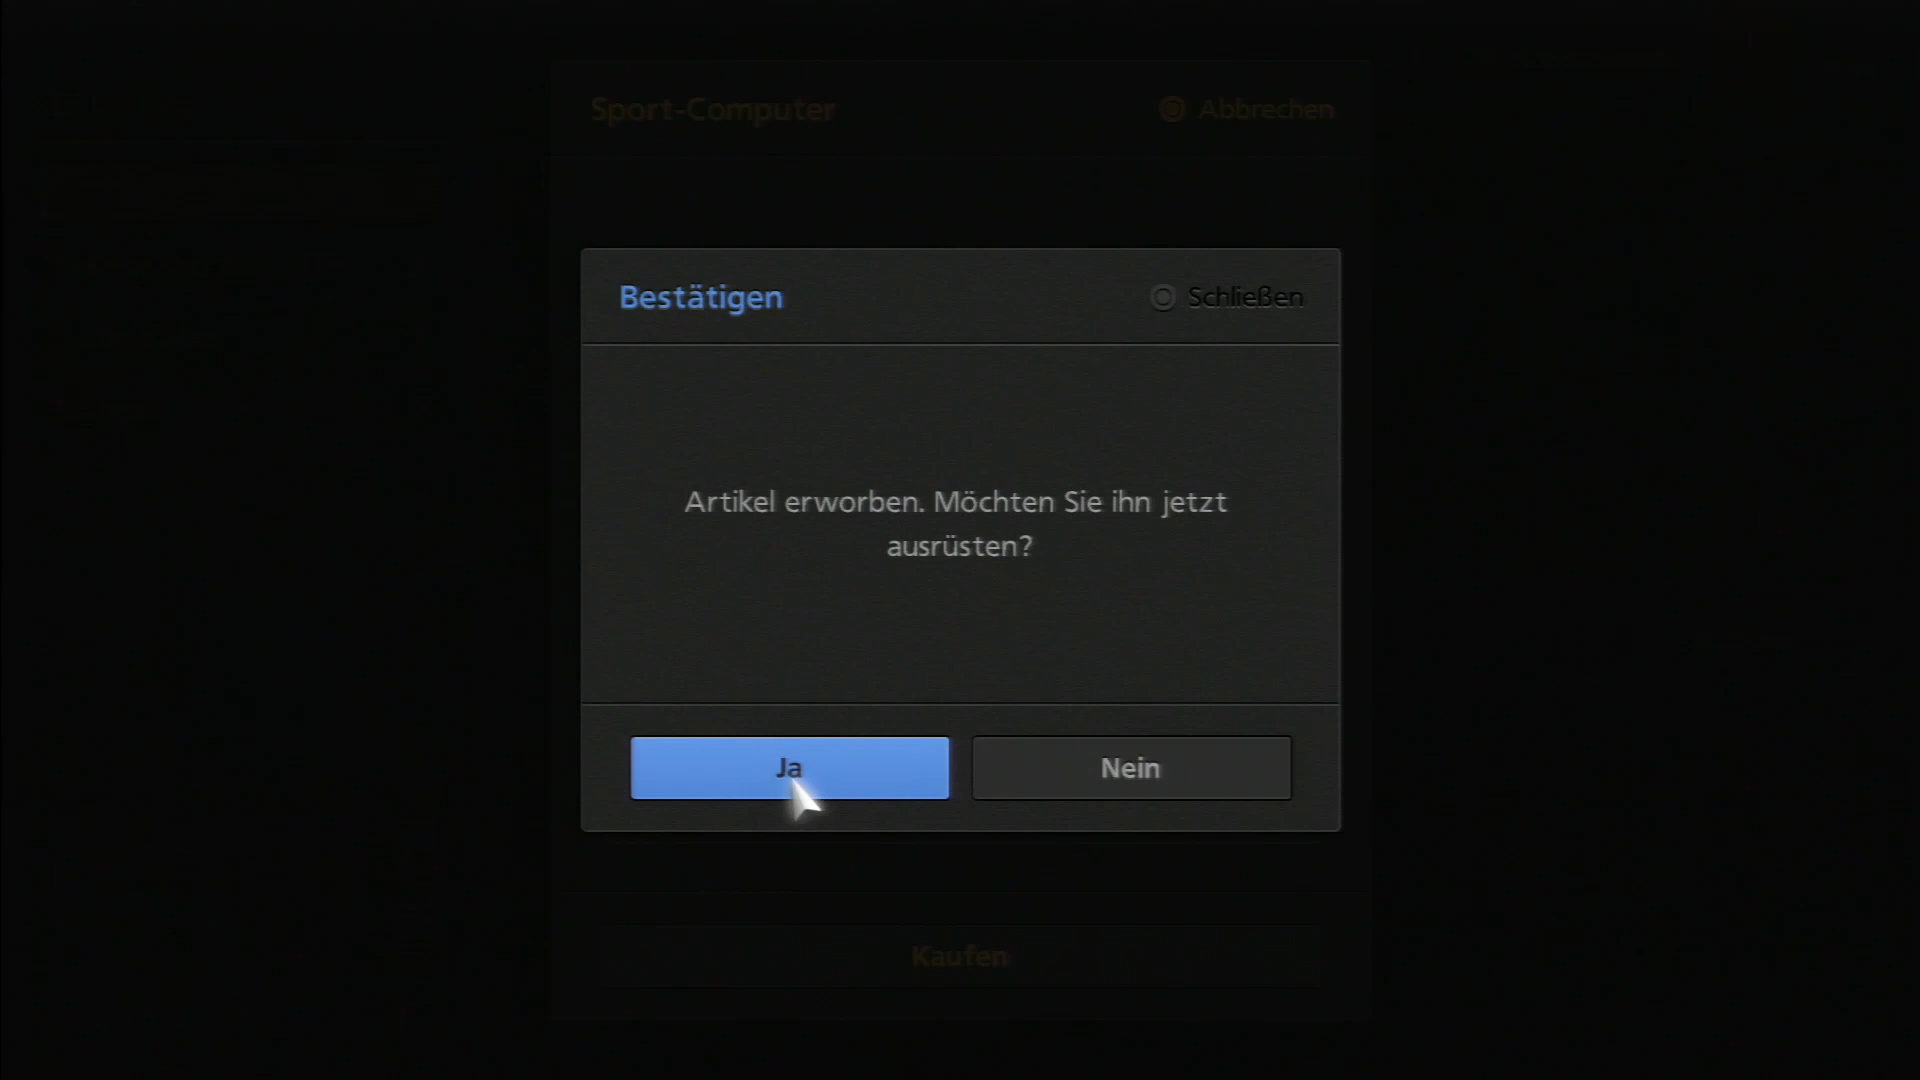 Sport-Computer
Abbrechen
Bestätigen
Schließen
Artikel erworben. Möchten Sie ihn jetzt
ausrüsten?
Ja
Nein
Kaufen